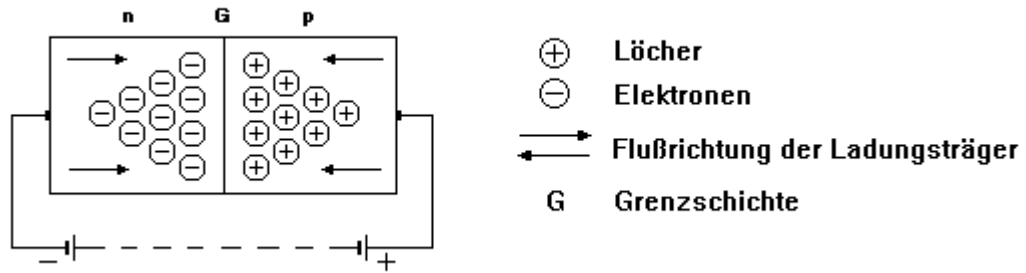 n G p
⊕ Löcher
⊖ Elektronen
Flußrichtung der Ladungsträger
G Grenzschichte
− +